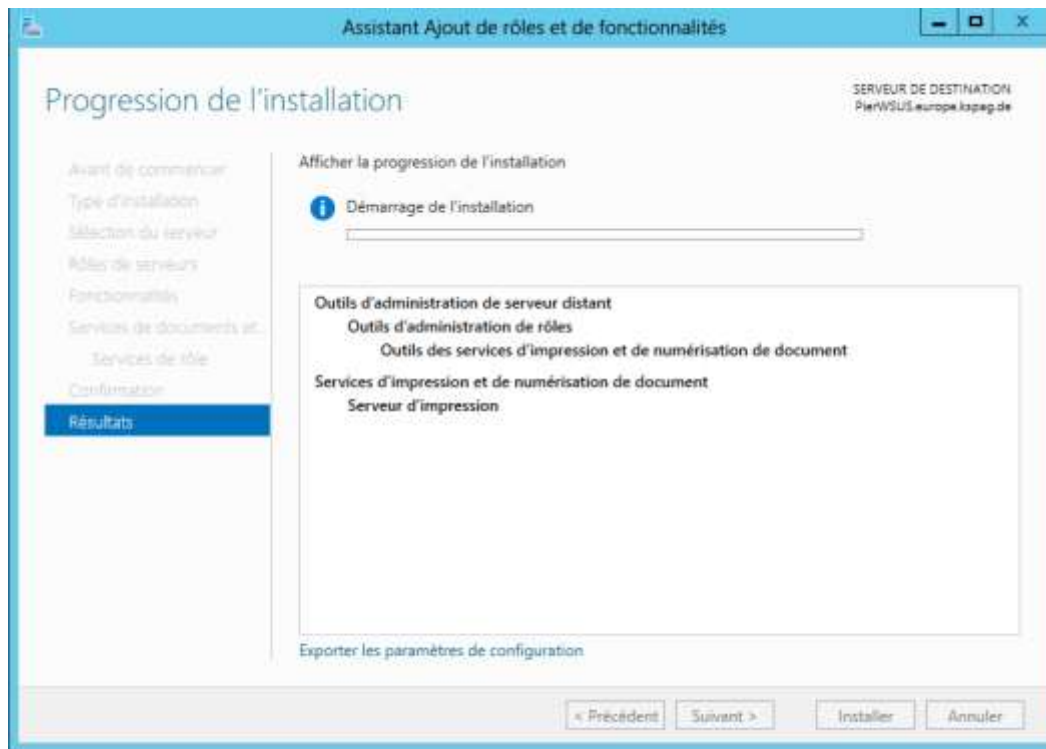 Assistant Ajout de rôles et de fonctionnalités
Progression de l'installation
SERVEUR DE DESTINATION
PierWSUS.europe.kspag.de
Avant de commencer
Type d'installation
Sélection du serveur
Rôles de serveurs
Fonctionnalités
Services de documents et...
Services de rôle
Confirmation
Résultats
Afficher la progression de l'installation
Démarrage de l'installation
Outils d'administration de serveur distant
Outils d'administration de rôles
Outils des services d'impression et de numérisation de document
Services d'impression et de numérisation de document
Serveur d'impression
Exporter les paramètres de configuration
< Précédent
Suivant >
Installer
Annuler